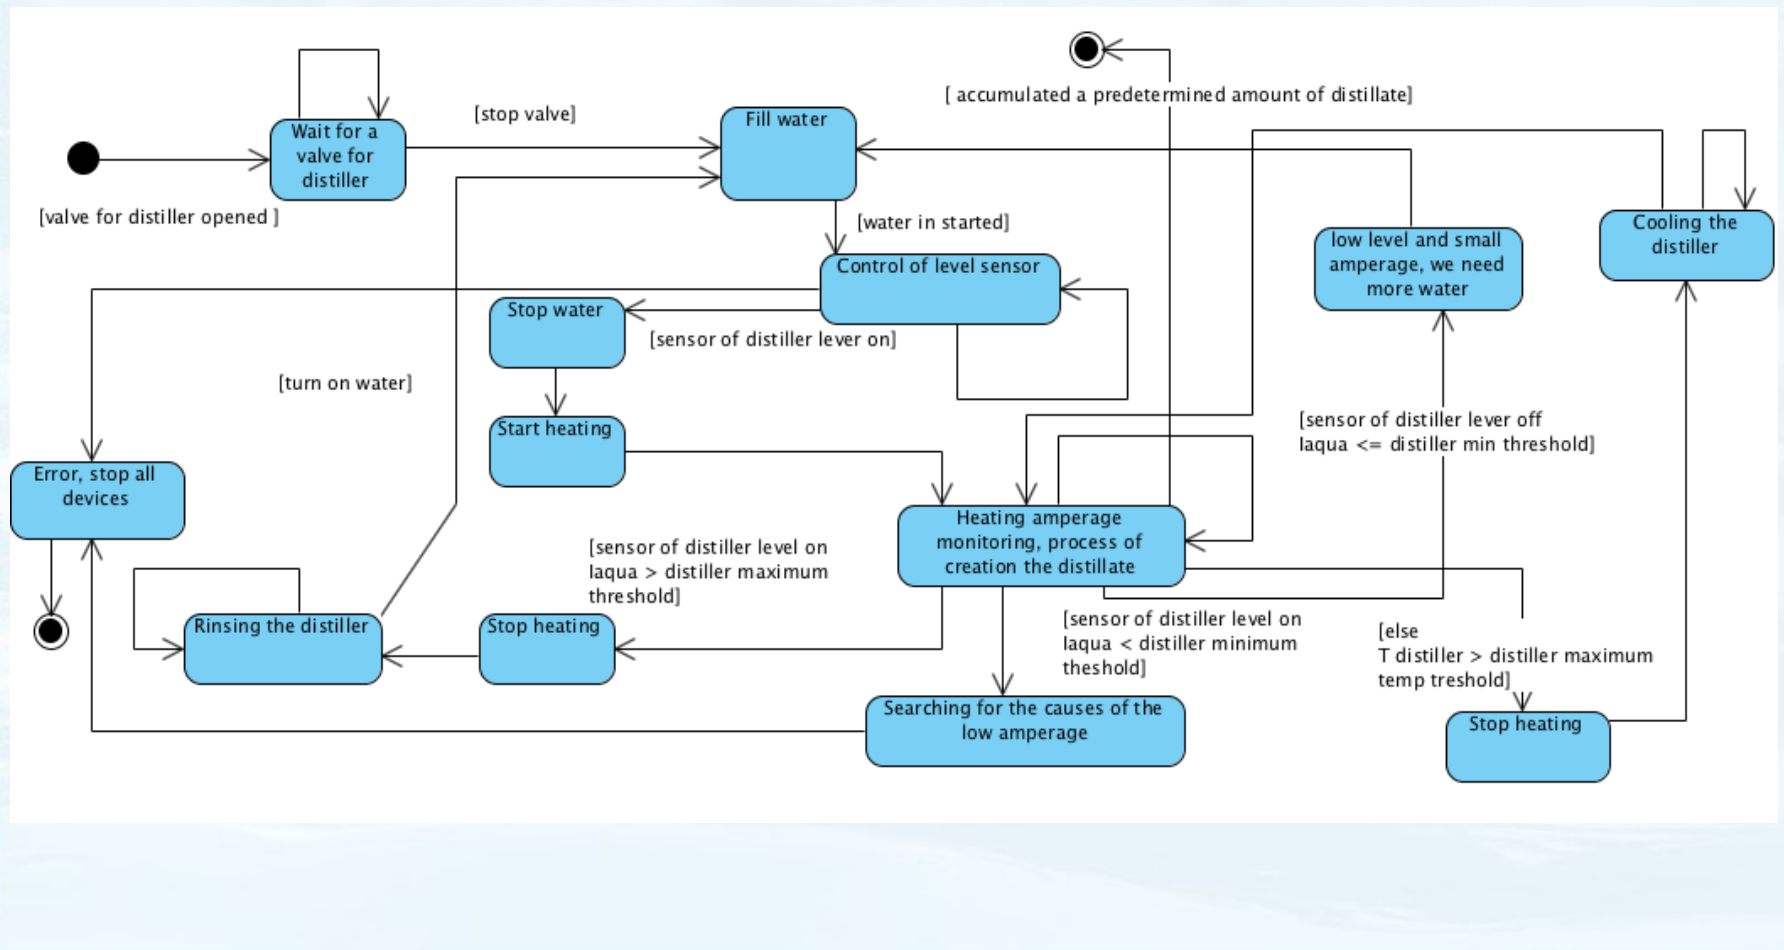 [ accumulated a predetermined amount of distillate]
[stop valve]
Fill water
Wait for a
valve for
distiller
[valve for distiller opened ]
[water in started]
Cooling the
distiller
low level and small
amperage, we need
more water
Control of level sensor
Stop water
[sensor of distiller lever on]
[turn on water]
Start heating
[sensor of distiller lever off
Iaqua <= distiller min threshold]
Error, stop all
devices
Heating amperage
monitoring, process of
creation the distillate
[sensor of distiller level on
Iaqua > distiller maximum
threshold]
Rinsing the distiller
Stop heating
[sensor of distiller level on
Iaqua < distiller minimum
theshold]
[else
T distiller > distiller maximum
temp treshold]
Searching for the causes of the
low amperage
Stop heating